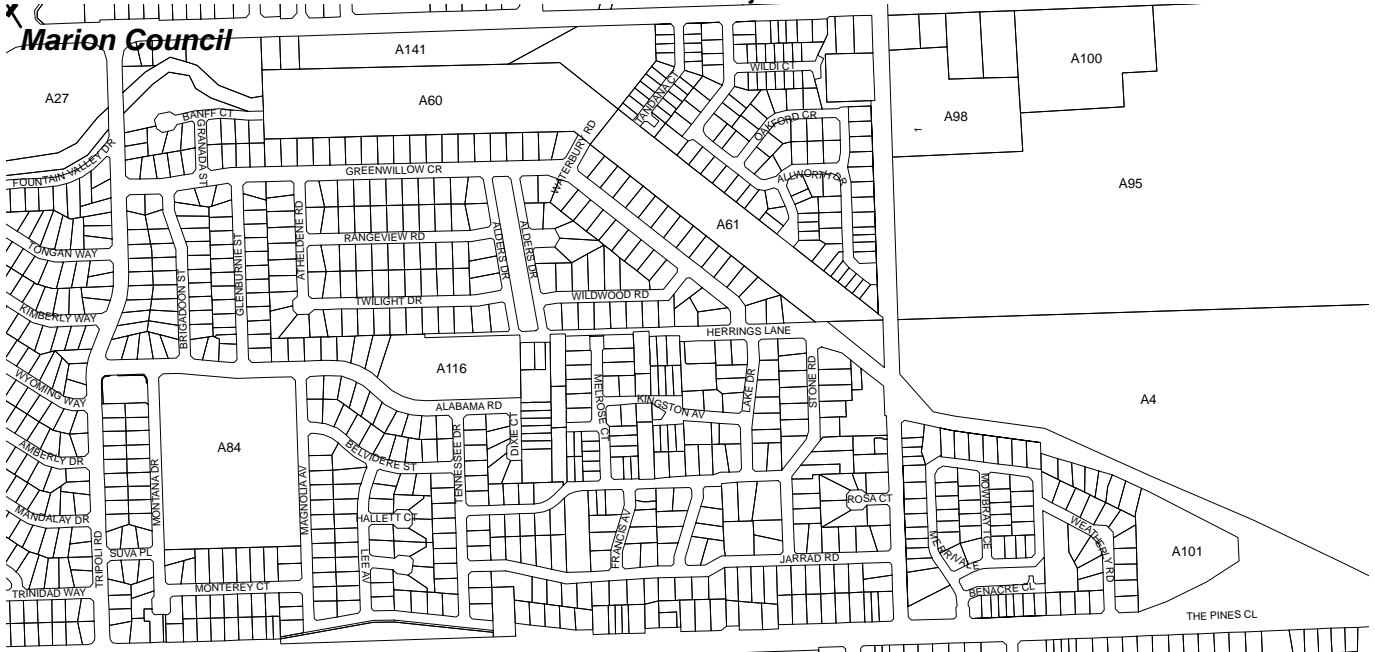 Marion Council
A141
A100
A27
A60
WILDI CT
TANDANA CT
A98
BANFF CT
GRANADA ST
OAKFORD CR
WATERBURY RD
FOUNTAIN VALLEY DR
GREENWILLOW CR
ALLWORTH DR
A95
ATHELDENE RD
A61
TONGAN WAY
RANGEVIEW RD
ALDERS DR
ALDERS DR
BRIGADOON ST
GLENBURNIE ST
TWILIGHT DR
WILDWOOD RD
KIMBERLY WAY
HERRINGS LANE
A116
WYOMING WAY
MELROSE CT
LAKE DR
STONE RD
A4
ALABAMA RD
KINGSTON AV
DIXIE CT
A84
AMBERLY DR
BELVIDERE ST
TENNESSEE DR
MONTANA DR
MAGNOLIA AV
MANDALAY DR
HALLETT CT
ROSA CT
MOWBRAY TCE
WEATHERLY RD
FRANCIS AV
MERRIVALE
A101
TRIPOLI RD
SUVA PL
LEE AV
JARRAD RD
TRINIDAD WAY
MONTEREY CT
BENACRE CL
THE PINES CL